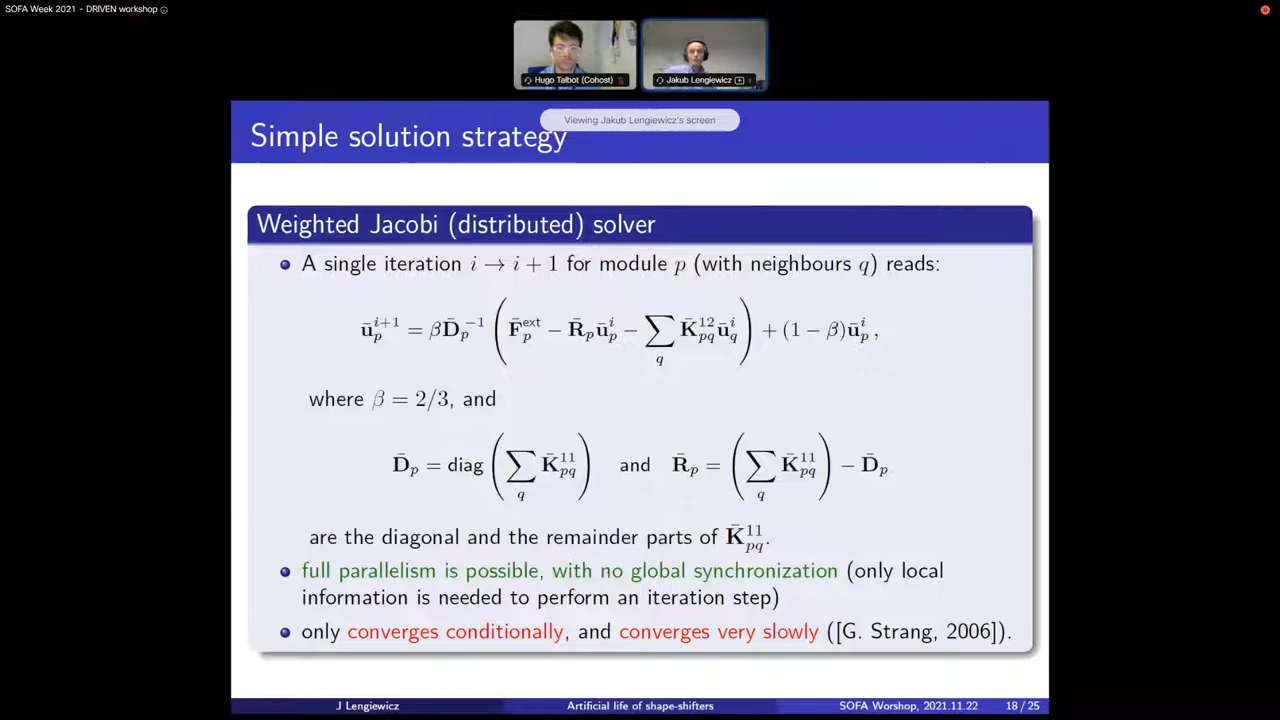 SOFA Week 2021 - DRIVEN workshop
Hugo Talbot (Cohost)
Jakub Lengiewicz
Viewing Jakub Lengiewicz's screen
Simple solution strategy
Weighted Jacobi (distributed) solver
A single iteration i → i + 1 for module p (with neighbours q) reads:
ū_p^{i+1} = β D̄_p^{-1} ( F̄_p^{ext} − R̄_p ū_p^i − ∑_q K̄_{pq}^{12} ū_q^i ) + (1 − β) ū_p^i ,
where β = 2/3, and
D̄_p = diag ( ∑_q K̄_{pq}^{11} ) and R̄_p = ( ∑_q K̄_{pq}^{11} ) − D̄_p
are the diagonal and the remainder parts of K̄_{pq}^{11}.
full parallelism is possible, with no global synchronization (only local
information is needed to perform an iteration step)
only converges conditionally, and converges very slowly ([G. Strang, 2006]).
J Lengiewicz Artificial life of shape-shifters SOFA Worshop, 2021.11.22 18 / 25